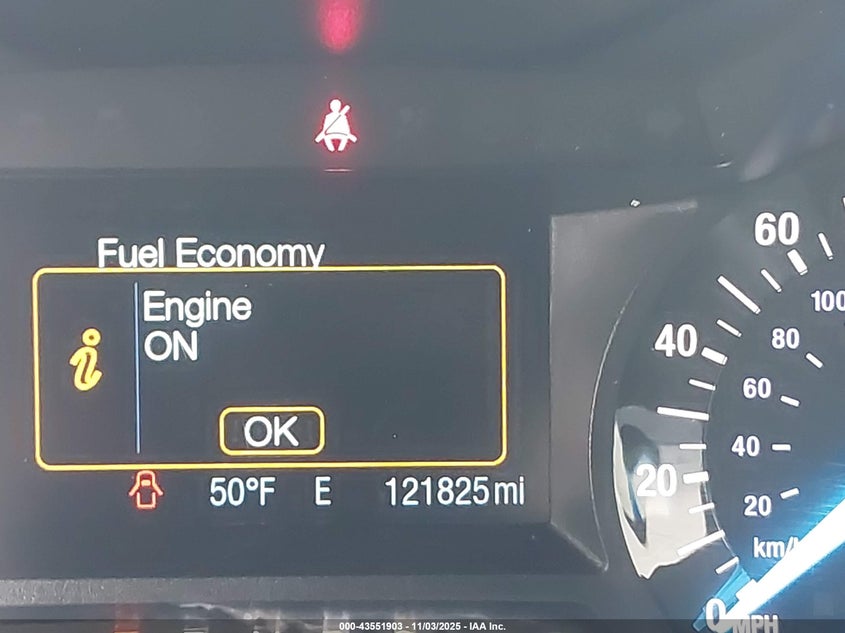 Fuel Economy
Engine
ON
OK
50°F E 121825mi
60
40
20
0
MPH
100
80
60
40
20
km/
000-43551903 - 11/03/2025 - IAA Inc.